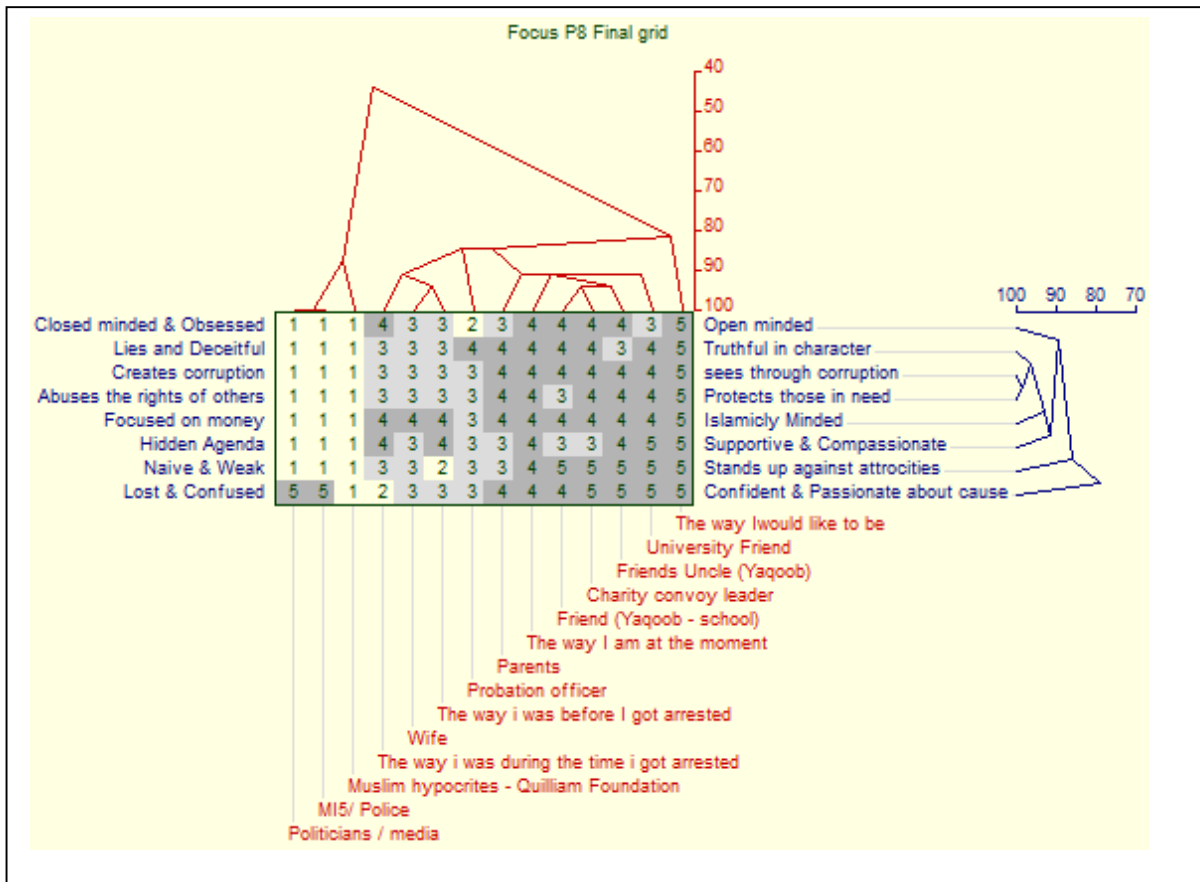 Focus P8 Final grid
40
50
60
70
80
90
100
100 90 80 70
Closed minded & Obsessed 1 1 1 4 3 3 2 3 4 4 4 4 3 5 Open minded
Lies and Deceitful 1 1 1 3 3 3 4 4 4 4 4 3 4 5 Truthful in character
Creates corruption 1 1 1 3 3 3 3 4 4 4 4 4 4 5 sees through corruption
Abuses the rights of others 1 1 1 3 3 3 3 4 4 3 4 4 4 5 Protects those in need
Focused on money 1 1 1 4 4 4 3 4 4 4 4 4 4 5 Islamicly Minded
Hidden Agenda 1 1 1 4 3 4 3 3 4 3 3 4 5 5 Supportive & Compassionate
Naive & Weak 1 1 1 3 3 2 3 3 4 5 5 5 5 5 Stands up against attrocities
Lost & Confused 5 5 1 2 3 3 3 4 4 4 5 5 5 5 Confident & Passionate about cause
The way Iwould like to be
University Friend
Friends Uncle (Yaqoob)
Charity convoy leader
Friend (Yaqoob - school)
The way I am at the moment
Parents
Probation officer
The way i was before I got arrested
Wife
The way i was during the time i got arrested
Muslim hypocrites - Quilliam Foundation
MI5/ Police
Politicians / media